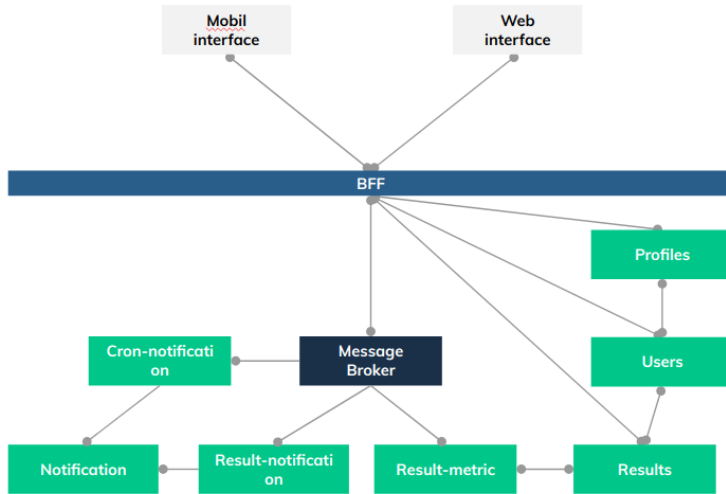 Mobil
interface
Web
interface
BFF
Profiles
Cron-notificati
on
Message
Broker
Users
Notification
Result-notificati
on
Result-metric
Results